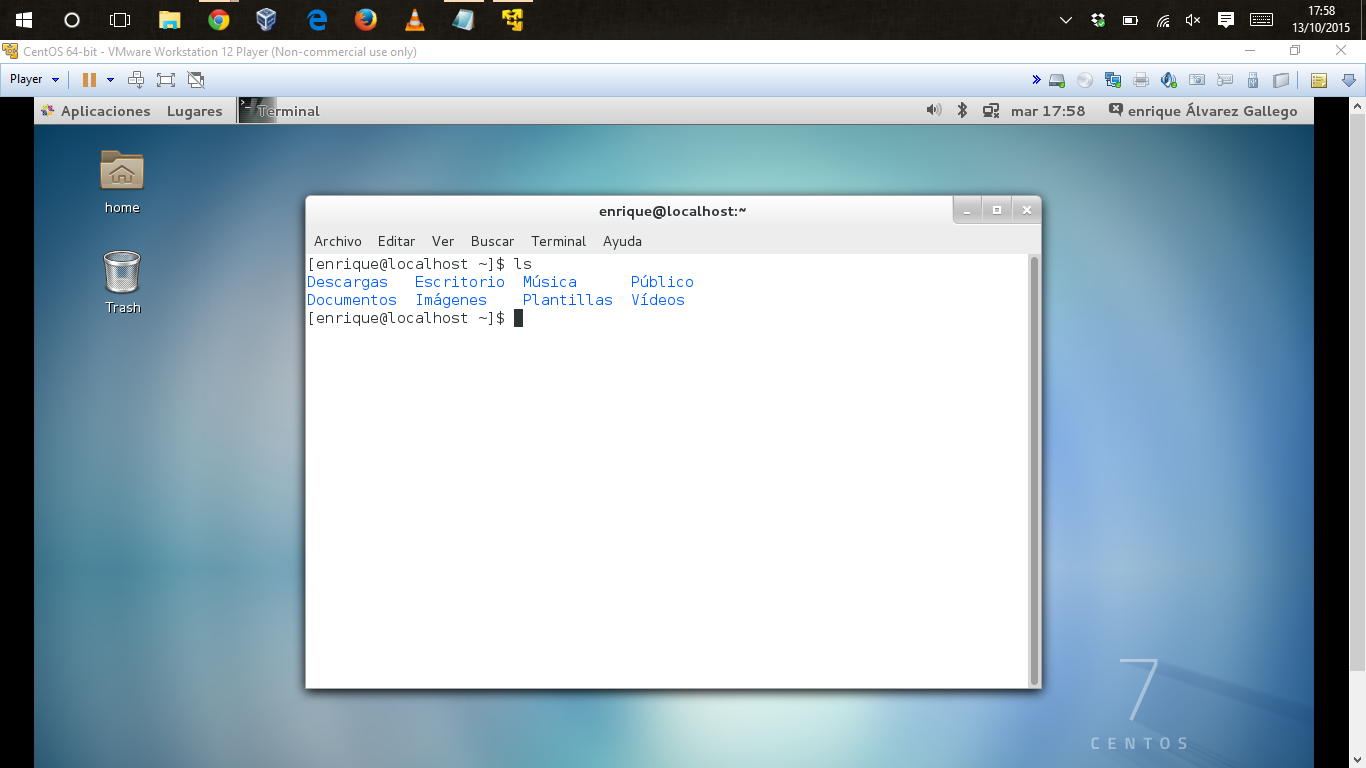 17:58
13/10/2015
CentOS 64-bit - VMware Workstation 12 Player (Non-commercial use only)
Player
Aplicaciones Lugares Terminal mar 17:58 enrique Álvarez Gallego
home
Trash
enrique@localhost:~
Archivo Editar Ver Buscar Terminal Ayuda
[enrique@localhost ~]$ ls
Descargas Escritorio Música Público
Documentos Imágenes Plantillas Vídeos
[enrique@localhost ~]$
7
CENTOS